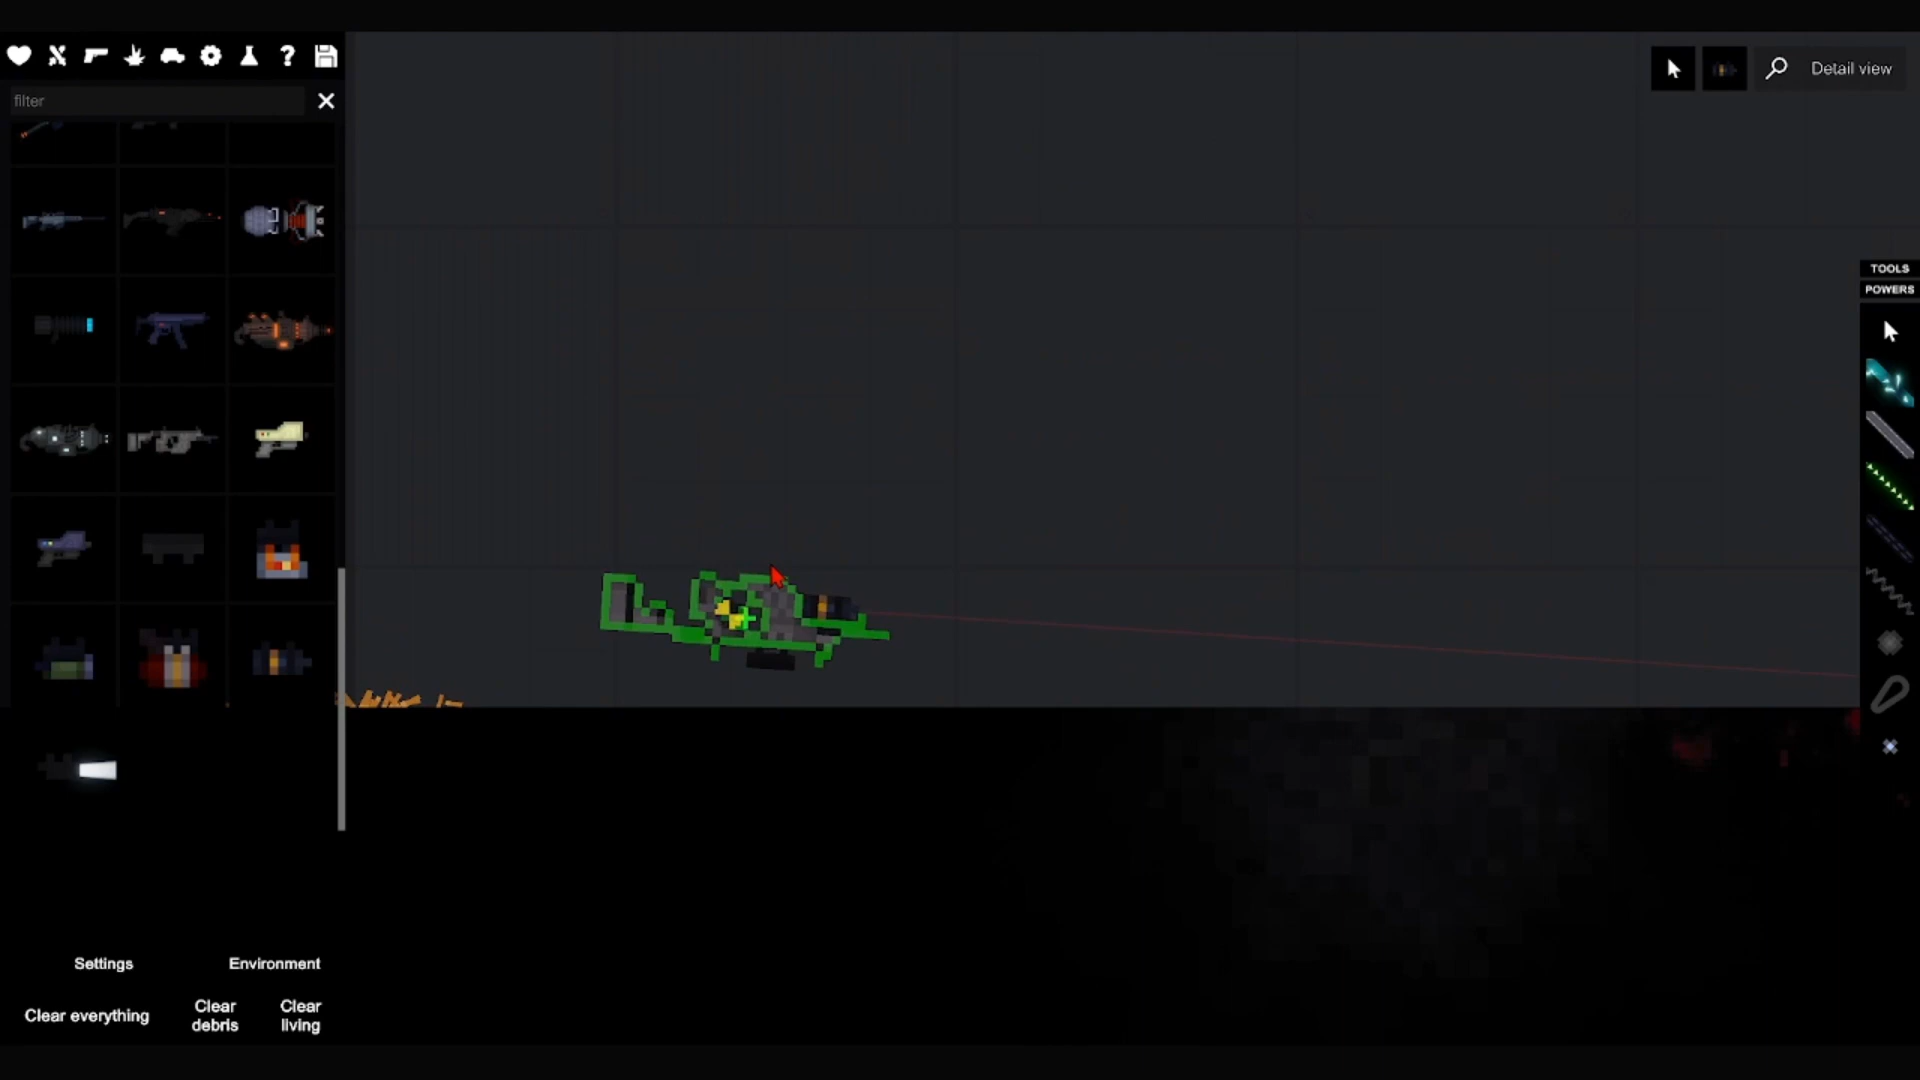 filter
Detail view
TOOLS
POWERS
Settings
Environment
Clear everything
Clear
debris
Clear
living